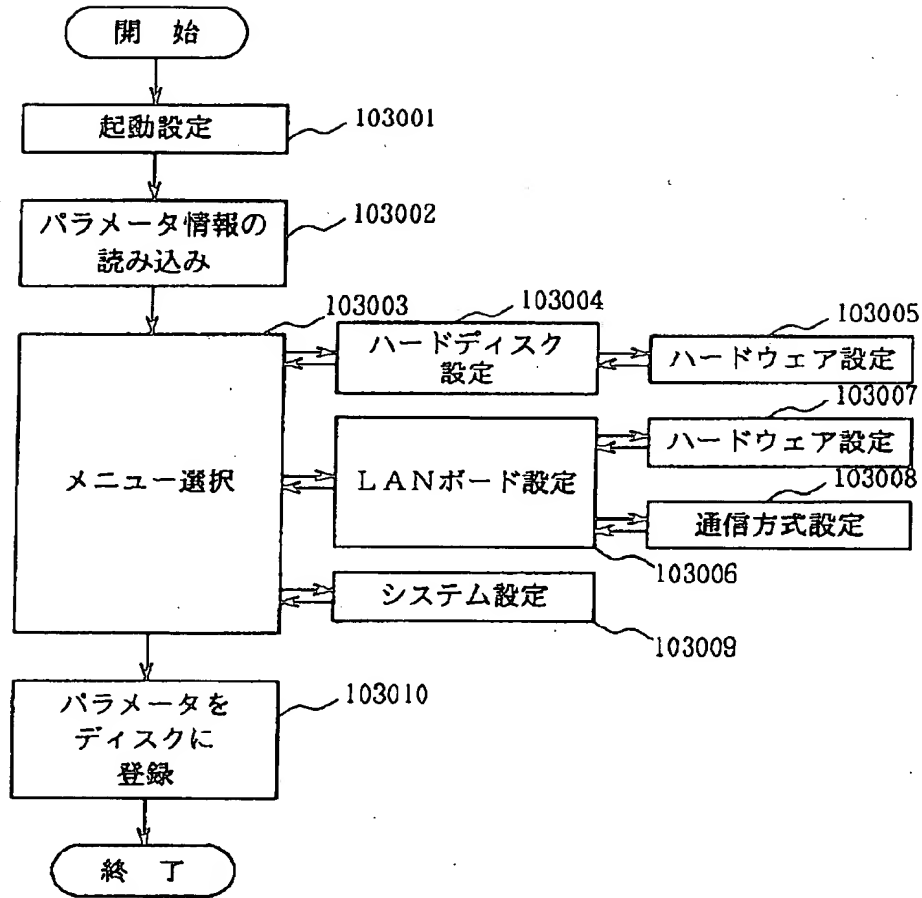 開 始
起動設定
103001
パラメータ情報の
読み込み
103002
メニュー選択
103003
ハードディスク
設定
103004
ハードウェア設定
103005
LANボード設定
103006
ハードウェア設定
103007
通信方式設定
103008
システム設定
103009
パラメータを
ディスクに
登録
103010
終 了